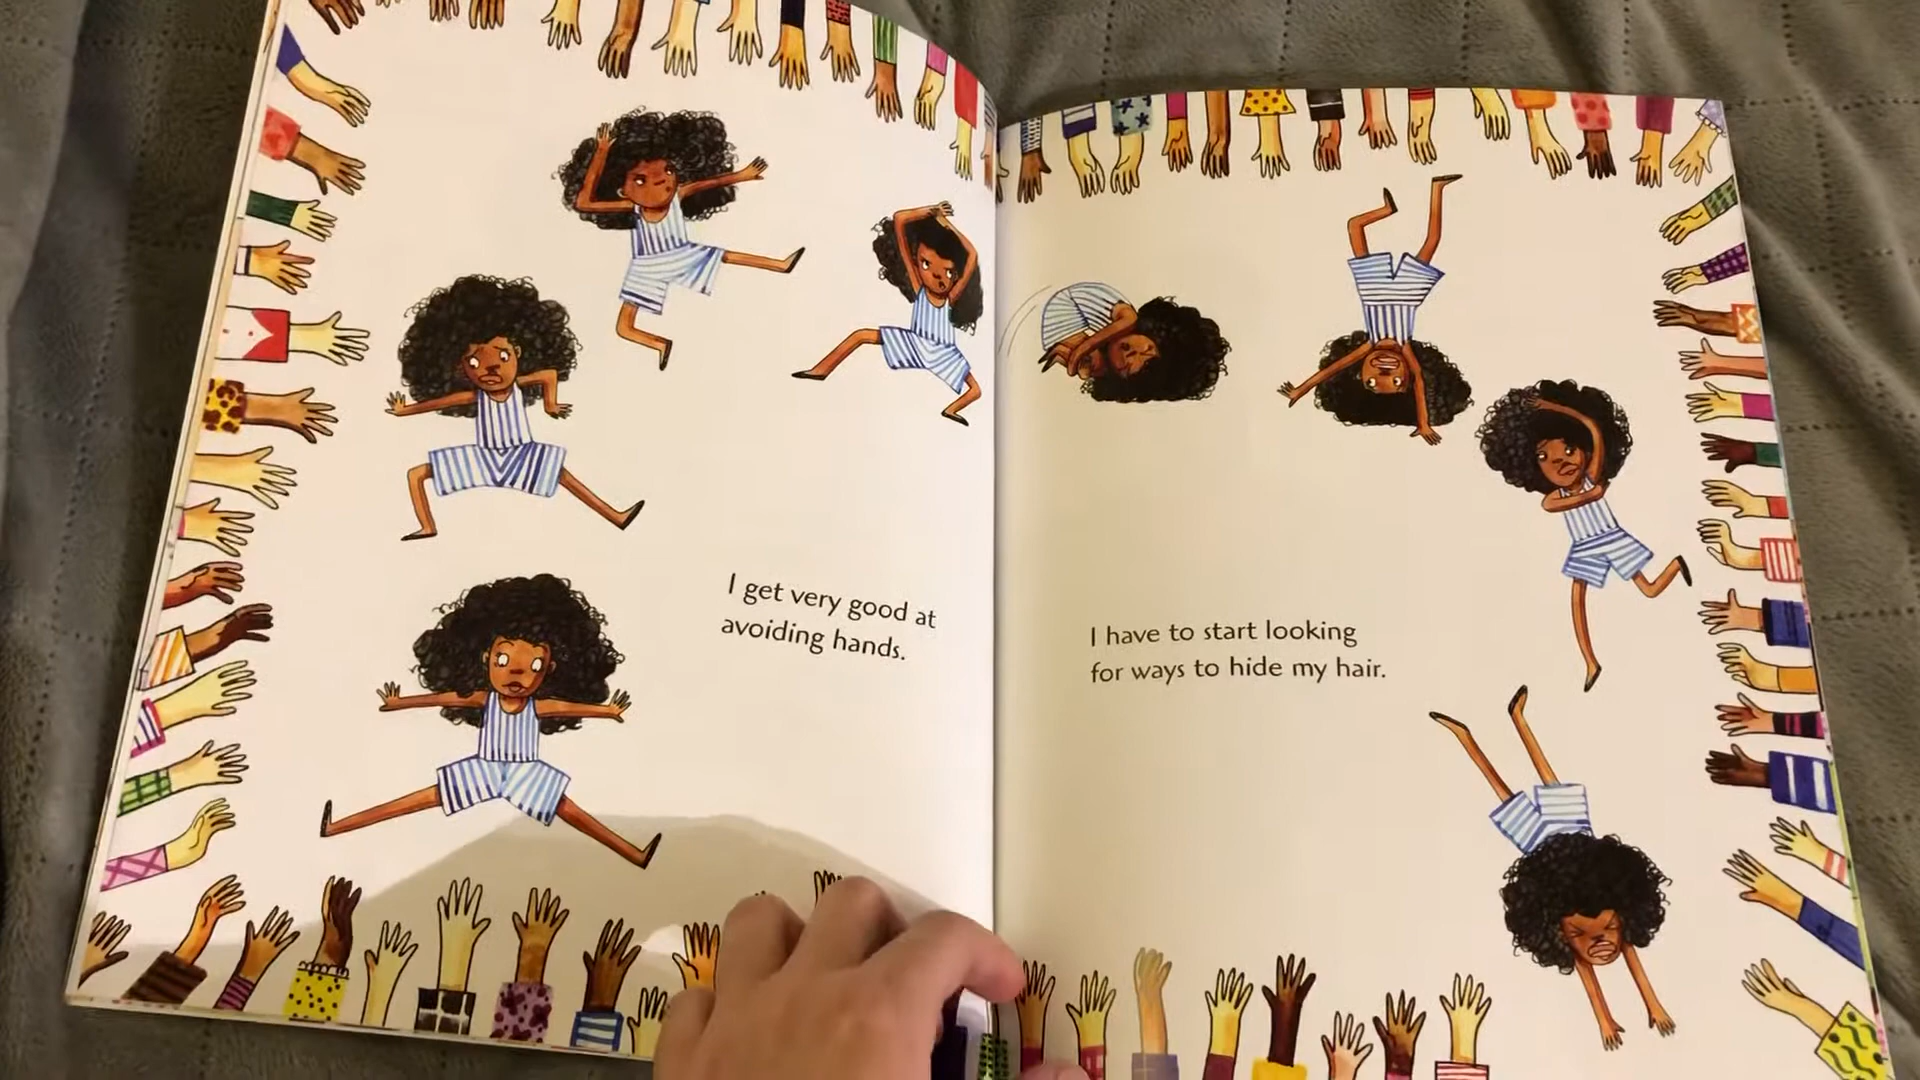 I get very good at
avoiding hands.
I have to start looking
for ways to hide my hair.